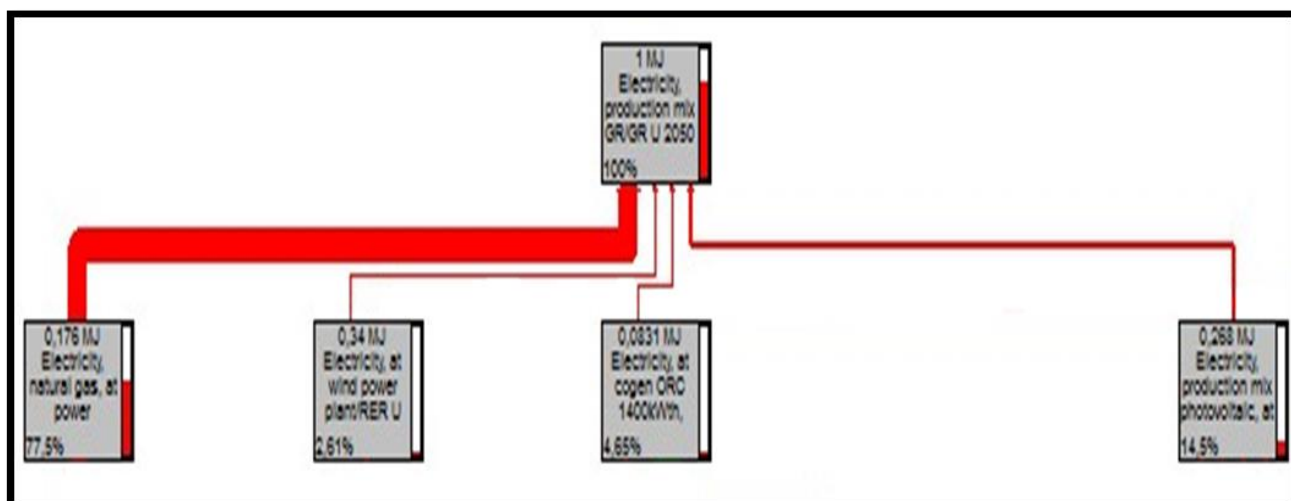 1 MJ
Electricity,
production mix
GR/GR U 2050
100%
0,176 MJ
Electricity,
natural gas, at
power
77,5%
0,34 MJ
Electricity, at
wind power
plant/RER U
2,61%
0,0831 MJ
Electricity, at
cogen ORC
1400kWth,
4,65%
0,268 MJ
Electricity,
production mix
photovoltaic, at
14,5%